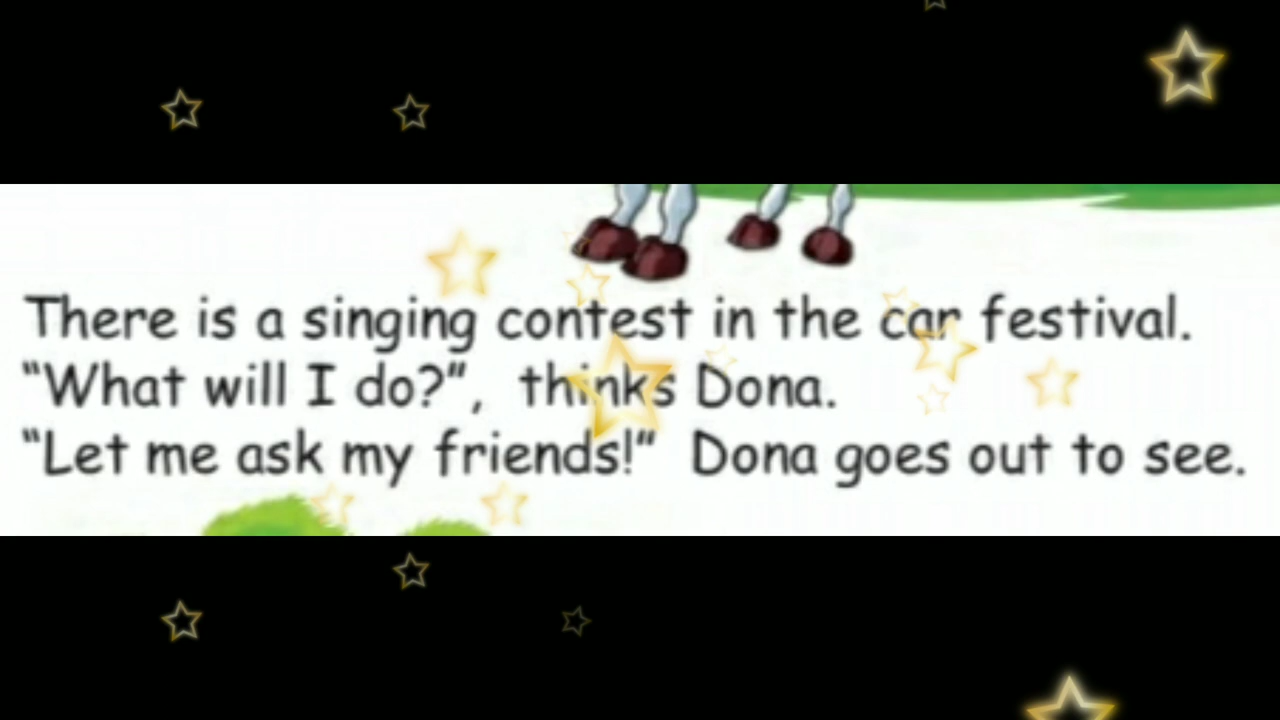 There is a singing contest in the car festival.
“What will I do?”, thinks Dona.
“Let me ask my friends!” Dona goes out to see.